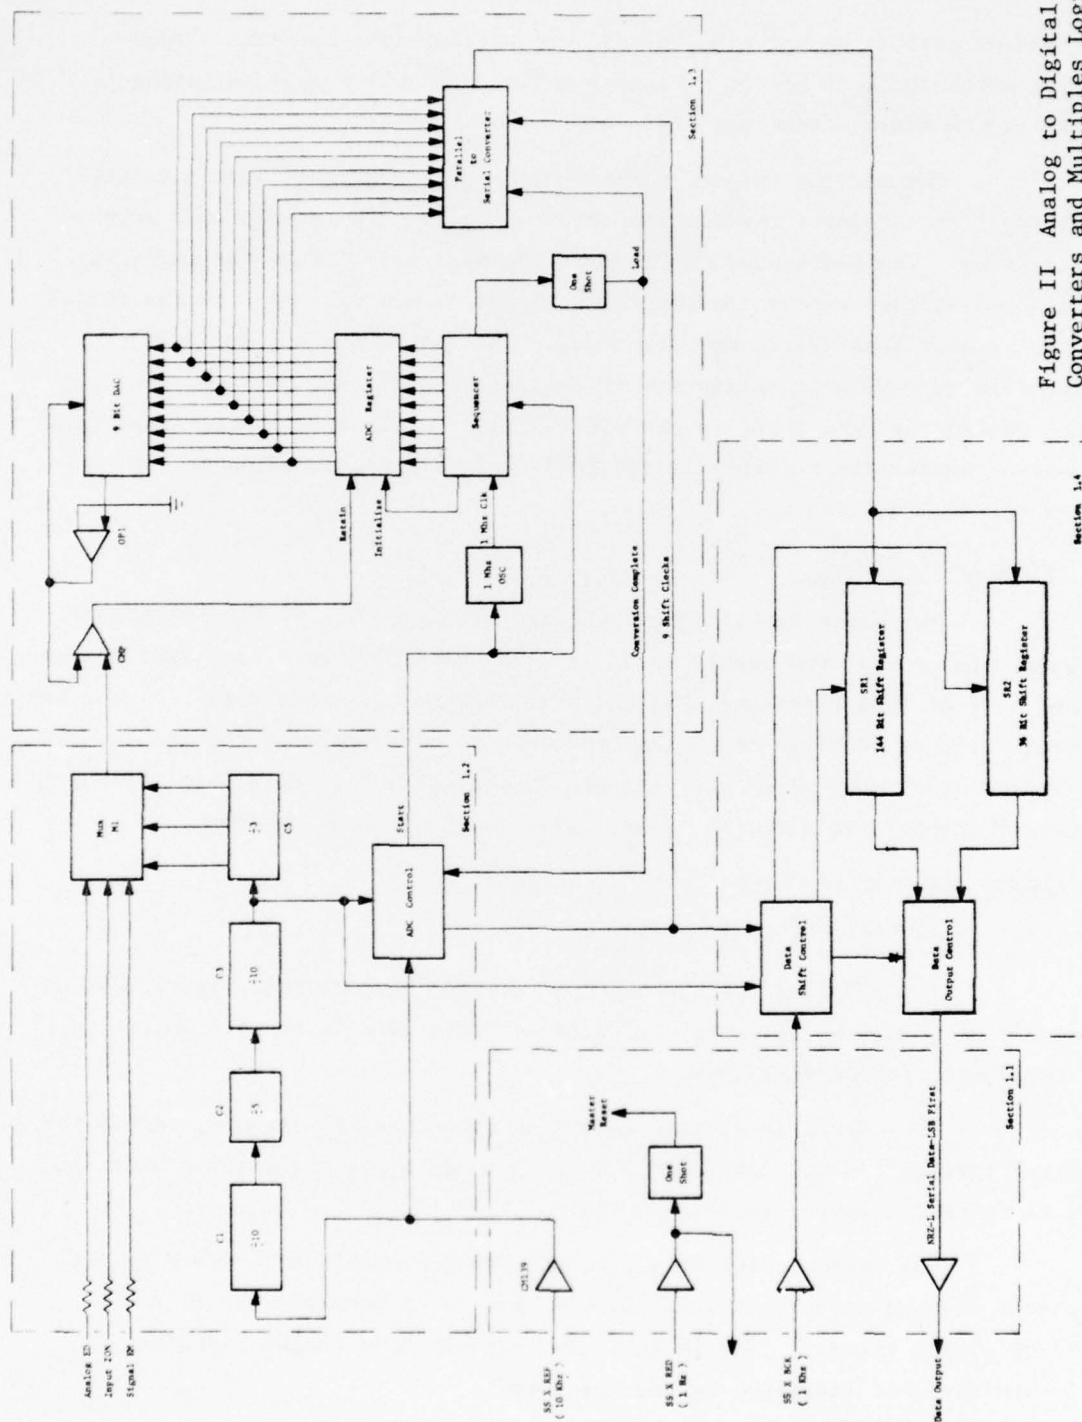 Analog ED
Input ZON
Signal EM
C1
÷10
C2
÷5
C3
÷10
÷3
C5
Mux
M1
ADC Control
Start
Section 1.2
CMP
OP1
9 Bit DAC
ADC Register
Retain
Initialize
1 Mhz
OSC
1 Mhz Clk
Sequencer
One
Shot
Load
Parallel
to
Serial Converter
Conversion Complete
9 Shift Clocks
Section 1.3
SS X REF
( 10 Khz )
CM139
SS X RED
( 1 Hz )
One
Shot
Master
Reset
SS X BCK
( 1 Khz )
Data Output
NRZ-L Serial Data-LSB First
Section 1.1
Data
Shift Control
Data
Output Control
SR1
144 Bit Shift Register
SR2
36 Bit Shift Register
Section 1.4
Figure II Analog to Digital
Converters and Multiples